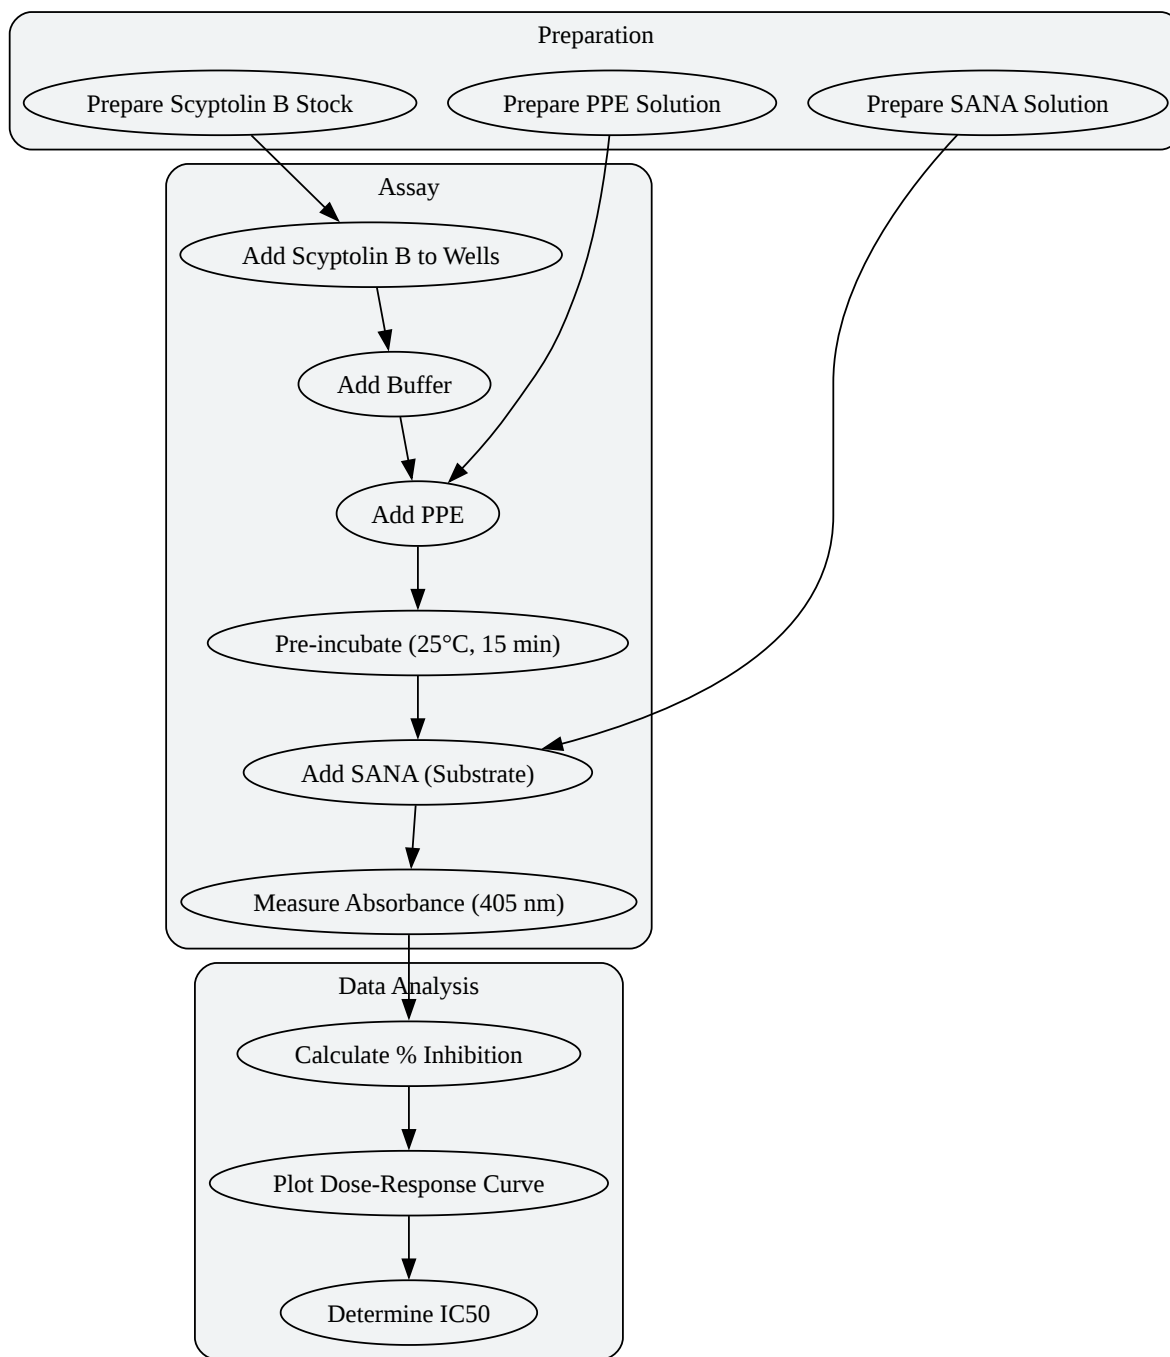 Preparation
Prepare Scyptolin B Stock
Prepare PPE Solution
Prepare SANA Solution
Assay
Add Scyptolin B to Wells
Add Buffer
Add PPE
Pre-incubate (25°C, 15 min)
Add SANA (Substrate)
Measure Absorbance (405 nm)
Data Analysis
Calculate % Inhibition
Plot Dose-Response Curve
Determine IC50